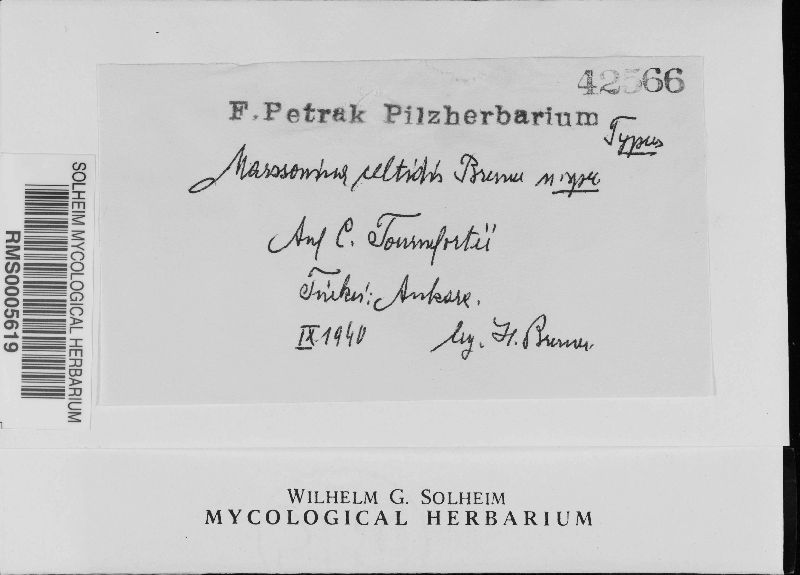 42566
F. Petrak Pilzherbarium
Typus
Marssonina celtidis Bremer n. spec.
Auf C. Tournefortii
Türkei: Ankara.
IX.1940 leg. H. Bremer
SOLHEIM MYCOLOGICAL HERBARIUM
RMS0005619
WILHELM G. SOLHEIM
MYCOLOGICAL HERBARIUM